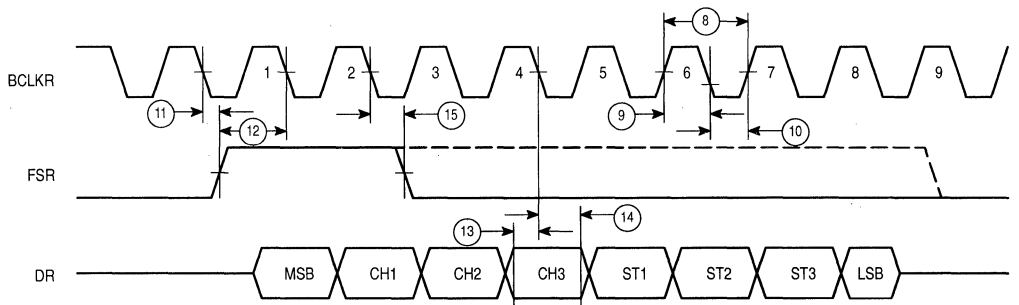 8
BCLKR 1 2 3 4 5 6 7 8 9
11 12 15 9 10
FSR
13 14
DR MSB CH1 CH2 CH3 ST1 ST2 ST3 LSB